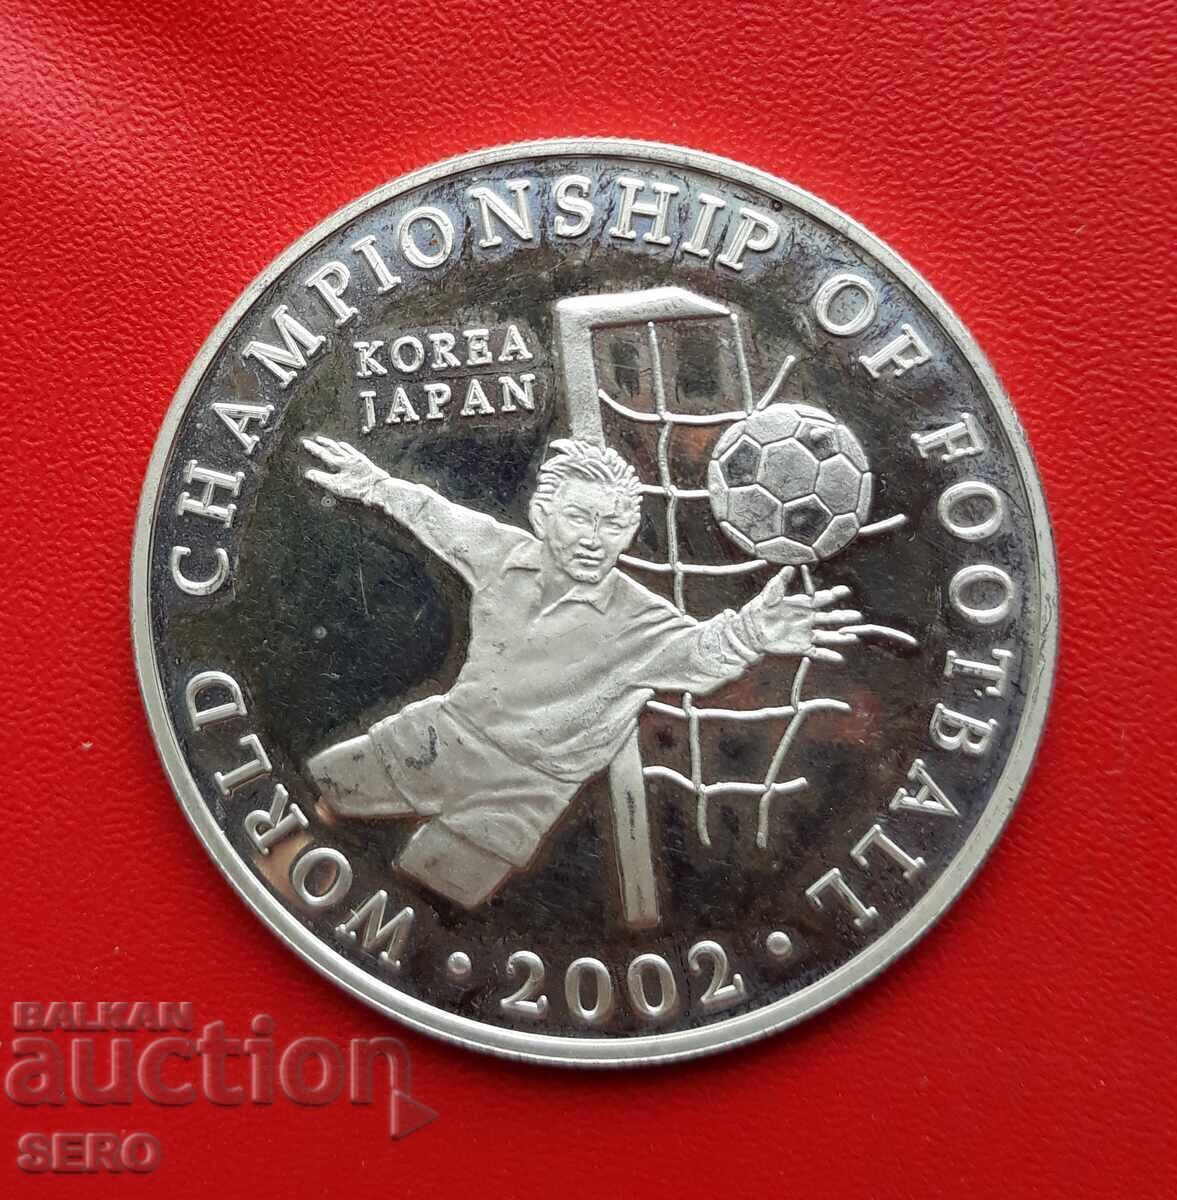 WORLD CHAMPIONSHIP OF FOOTBALL
KOREA
JAPAN
• 2002 •
BALKAN
auction
SERO